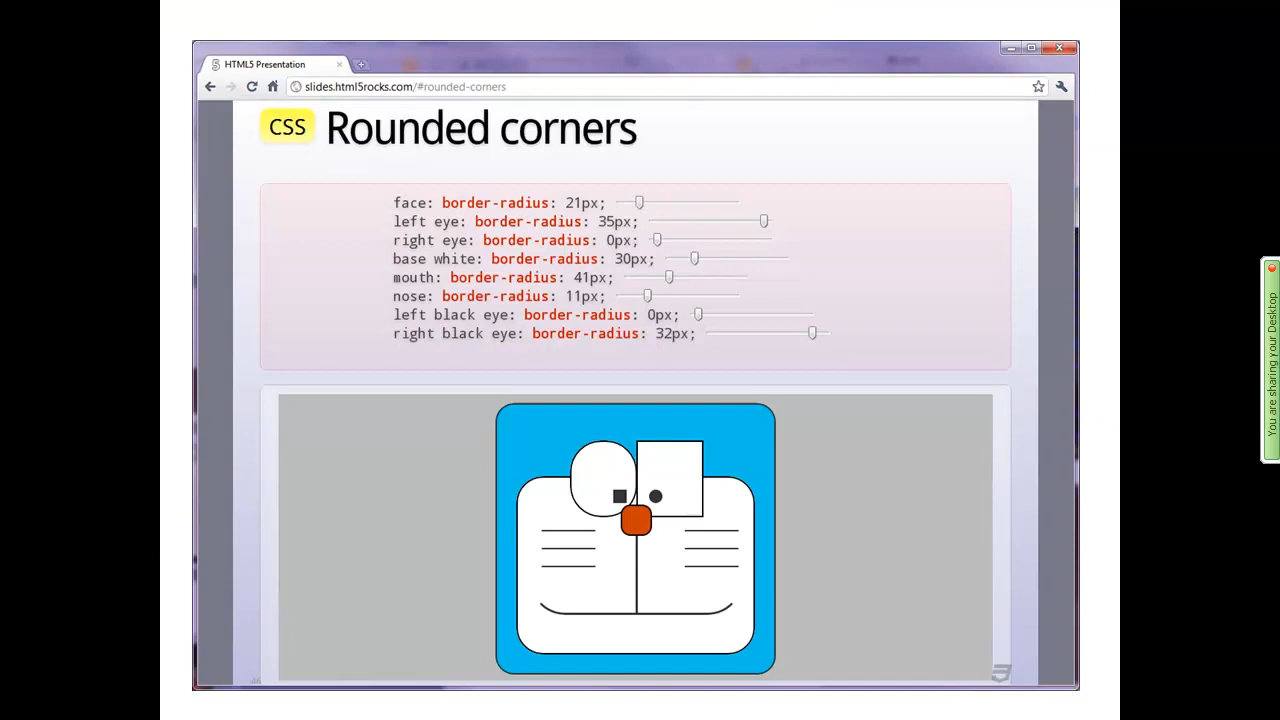 HTML5 Presentation
slides.html5rocks.com/#rounded-corners
CSS Rounded corners
face: border-radius: 21px;
left eye: border-radius: 35px;
right eye: border-radius: 0px;
base white: border-radius: 30px;
mouth: border-radius: 41px;
nose: border-radius: 11px;
left black eye: border-radius: 0px;
right black eye: border-radius: 32px;
You are sharing your Desktop